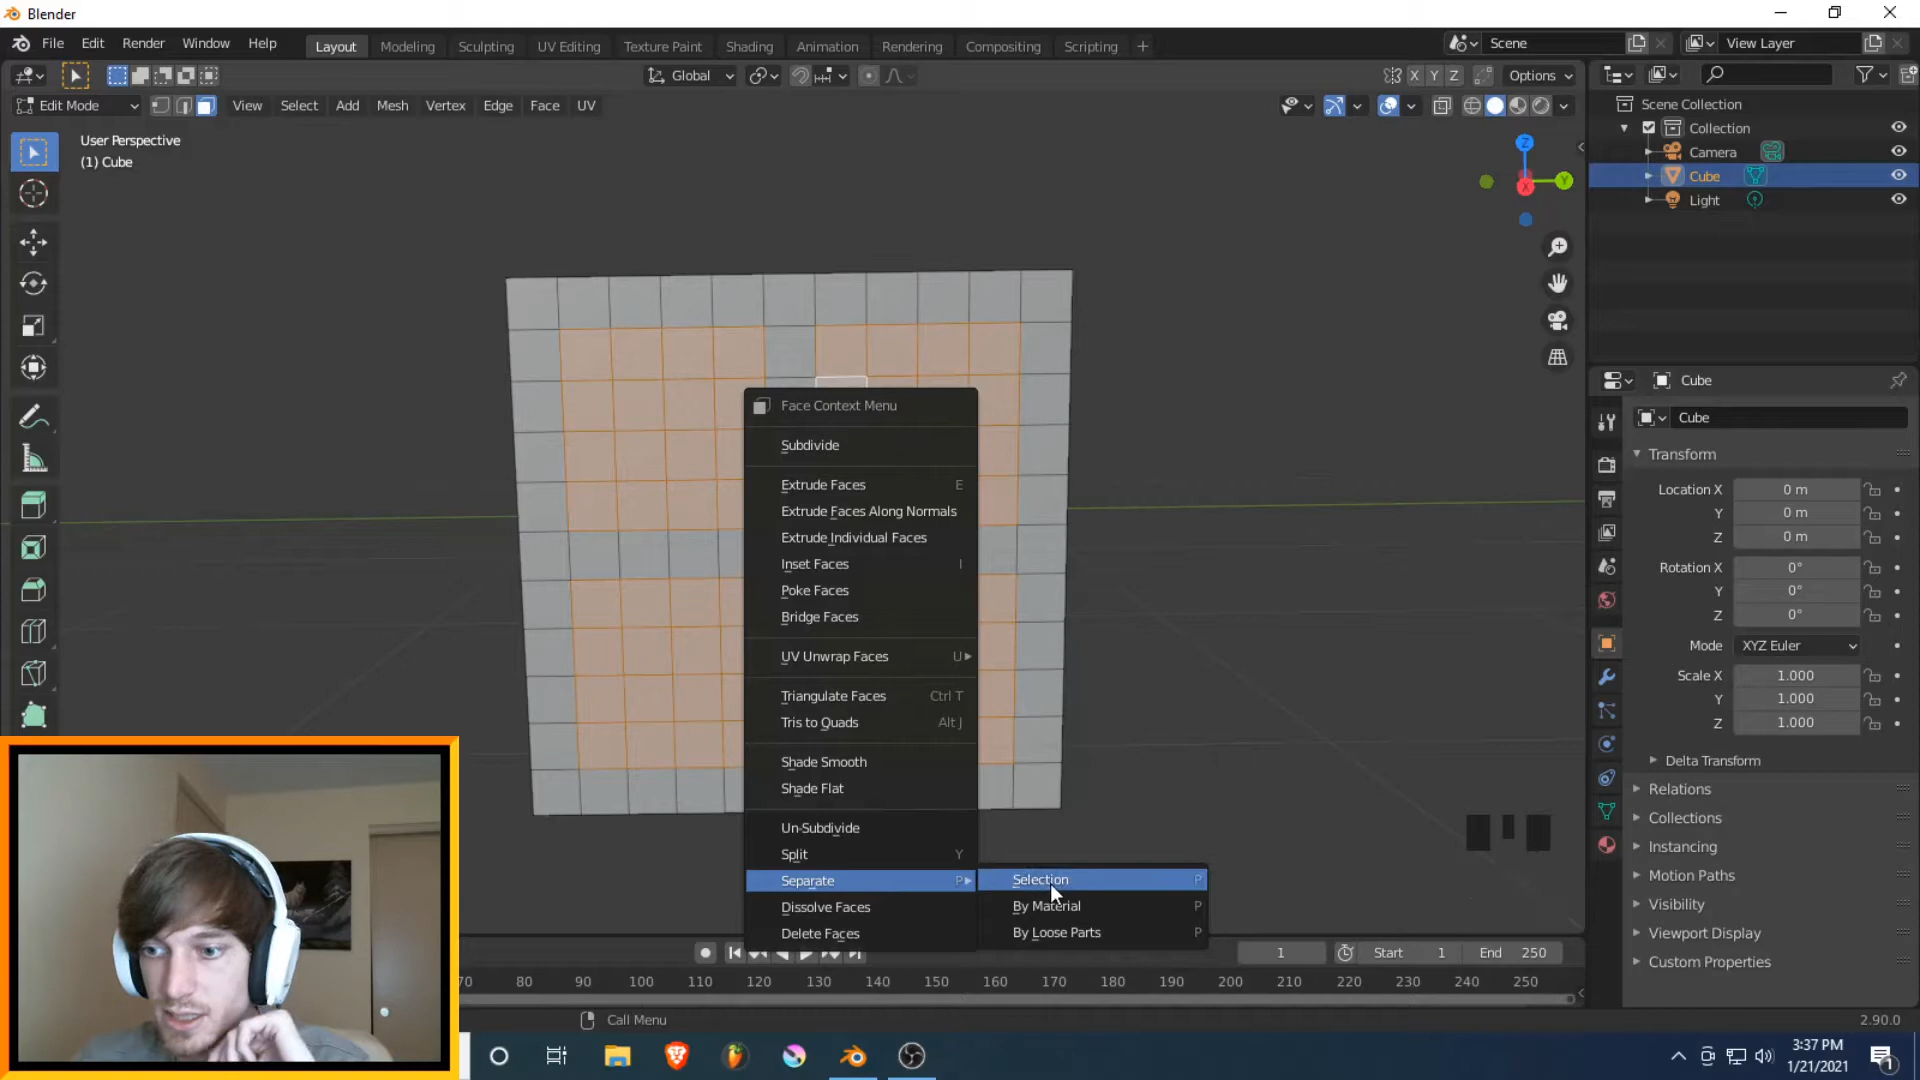 Blender
File Edit Render Window Help Layout Modeling Sculpting UV Editing Texture Paint Shading Animation Rendering Compositing Scripting + Scene View Layer
Global X Y Z Options
Edit Mode View Select Add Mesh Vertex Edge Face UV
Scene Collection
Collection
Camera
Cube
Light
User Perspective
(1) Cube
Z
Y
X
Face Context Menu
Subdivide
Extrude Faces E
Extrude Faces Along Normals
Extrude Individual Faces
Inset Faces I
Poke Faces
Bridge Faces
UV Unwrap Faces U
Triangulate Faces Ctrl T
Tris to Quads Alt J
Shade Smooth
Shade Flat
Un-Subdivide
Split Y
Separate P
Dissolve Faces
Delete Faces
Selection P
By Material P
By Loose Parts P
Cube
Cube
Transform
Location X 0 m
Y 0 m
Z 0 m
Rotation X 0°
Y 0°
Z 0°
Mode XYZ Euler
Scale X 1.000
Y 1.000
Z 1.000
Delta Transform
Relations
Collections
Instancing
Motion Paths
Visibility
Viewport Display
Custom Properties
1 Start 1 End 250
70 80 90 100 110 120 130 140 150 160 170 180 190 200 210 220 230 240 250
Call Menu
2.90.0
3:37 PM
1/21/2021
1